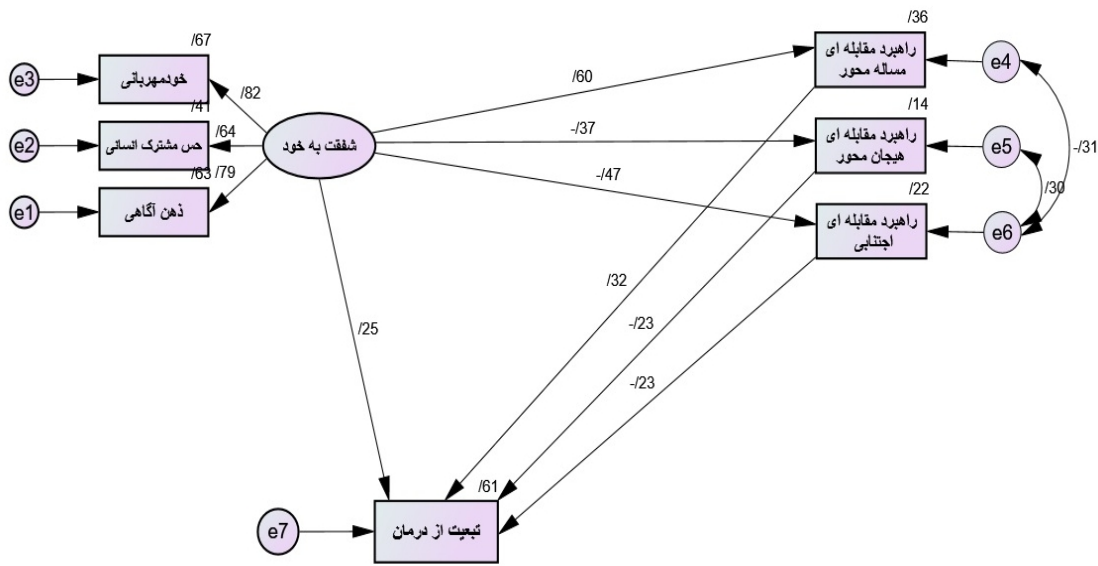 /36
/67
راهبرد مقابله ای
مساله محور
e4
e3
خودمهربانی
/60
/82
/41
/14
e2
حس مشترک انسانی
/64
شفقت به خود
-/37
راهبرد مقابله ای
هیجان محور
e5
-/31
/63
/79
-/47
/22
/30
e1
ذهن آگاهی
راهبرد مقابله ای
اجتنابی
e6
/32
/25
-/23
-/23
/61
e7
تبعیت از درمان